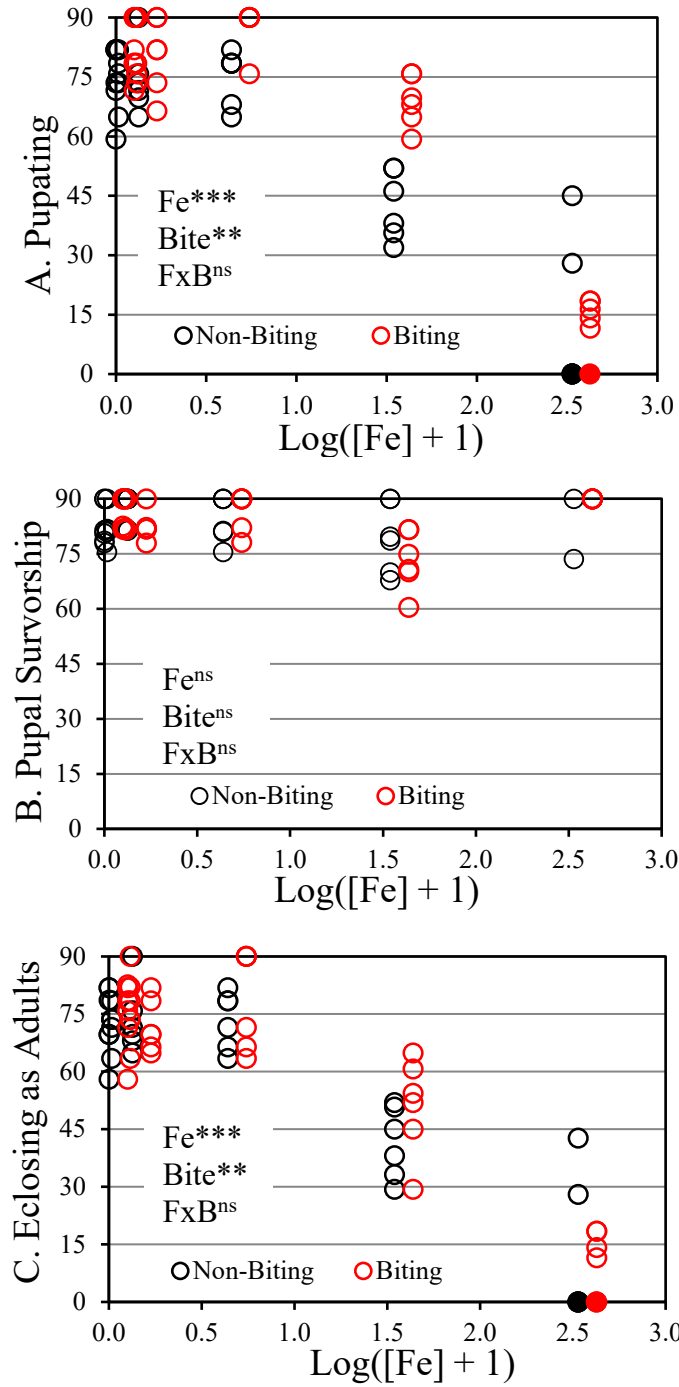 90
75
60
45
30
15
0
A. Pupating
Fe***
Bite**
FxBns
Non-Biting Biting
0.0 0.5 1.0 1.5 2.0 2.5 3.0
Log([Fe] + 1)
90
75
60
45
30
15
0
B. Pupal Survorship
Fens
Bitens
FxBns
Non-Biting Biting
0.0 0.5 1.0 1.5 2.0 2.5 3.0
Log([Fe] + 1)
90
75
60
45
30
15
0
C. Eclosing as Adults
Fe***
Bite**
FxBns
Non-Biting Biting
0.0 0.5 1.0 1.5 2.0 2.5 3.0
Log([Fe] + 1)